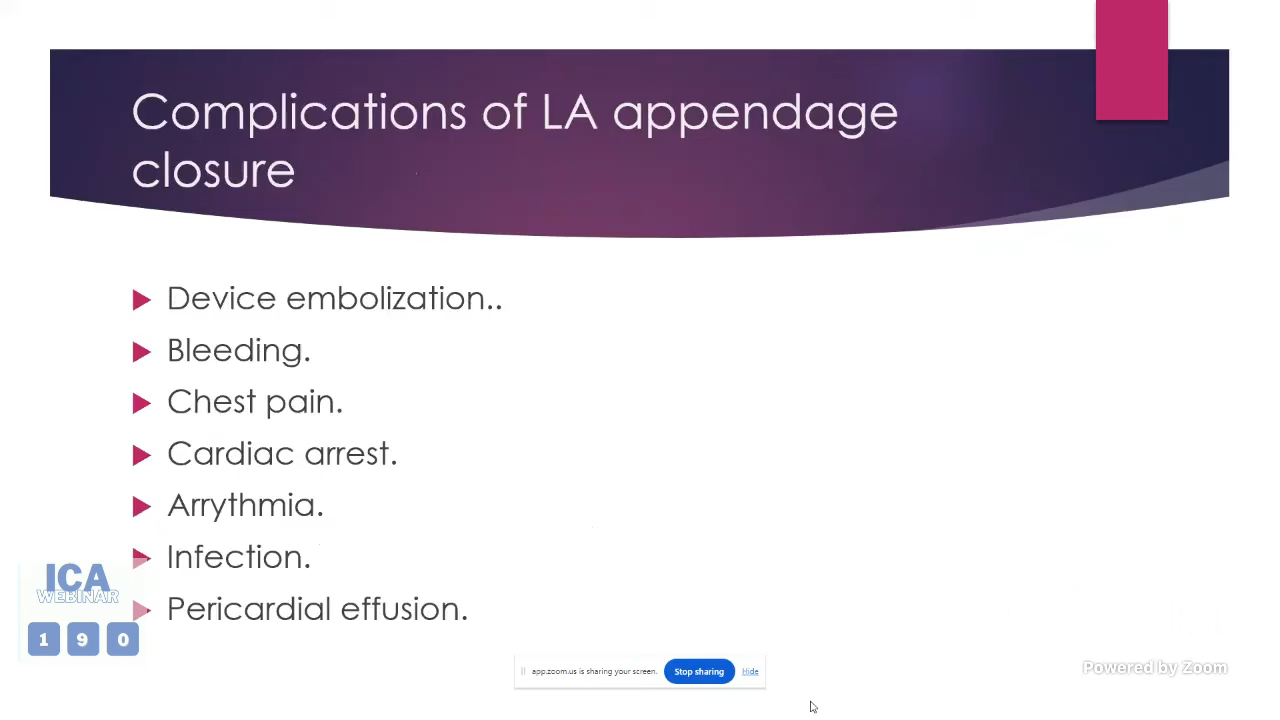 Complications of LA appendage
closure
Device embolization..
Bleeding.
Chest pain.
Cardiac arrest.
Arrythmia.
Infection.
Pericardial effusion.
ICA
WEBINAR
1 9 0
app.zoom.us is sharing your screen. Stop sharing Hide
Powered by Zoom